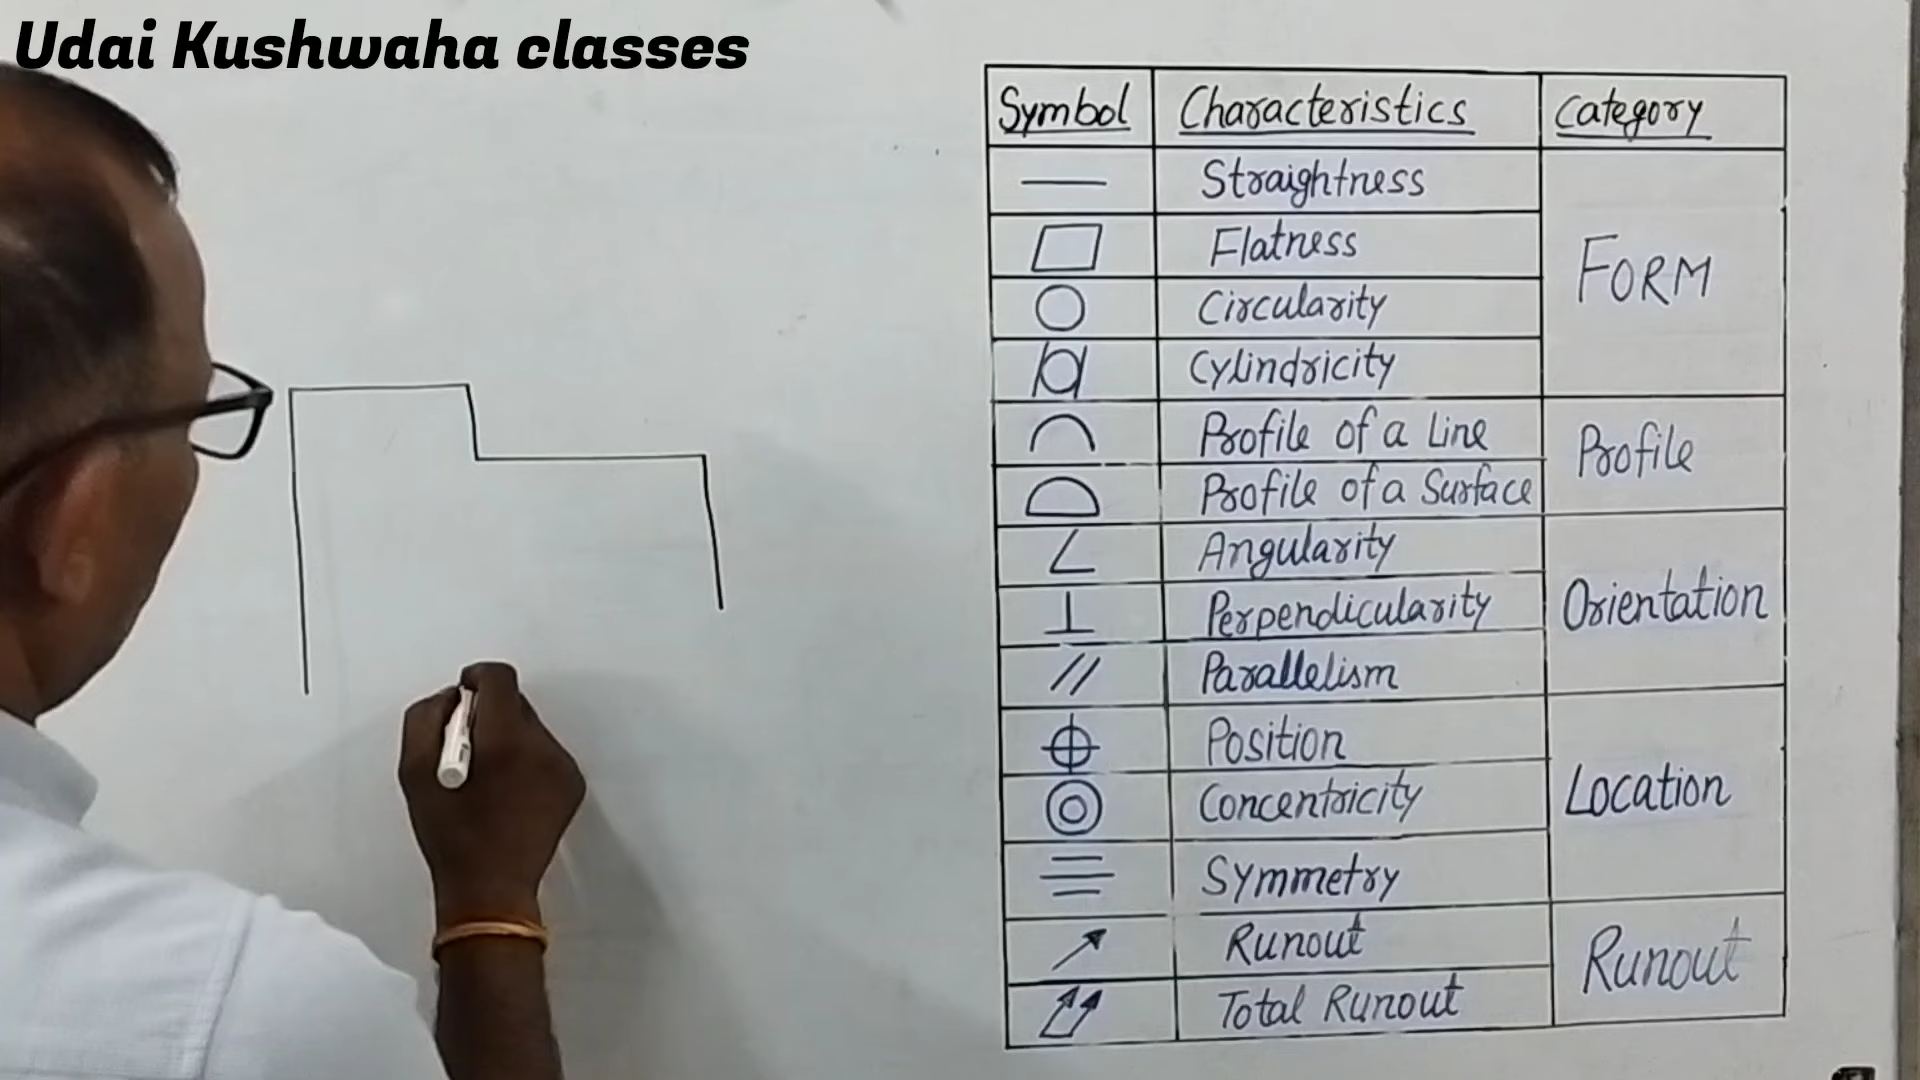 Udai Kushwaha classes
Symbol Characteristics Category
Straightness
Flatness
Circularity
Cylindricity
FORM
Profile of a Line
Profile of a Surface
Profile
Angularity
Perpendicularity
Parallelism
Orientation
Position
Concentricity
Symmetry
Location
Runout
Total Runout
Runout